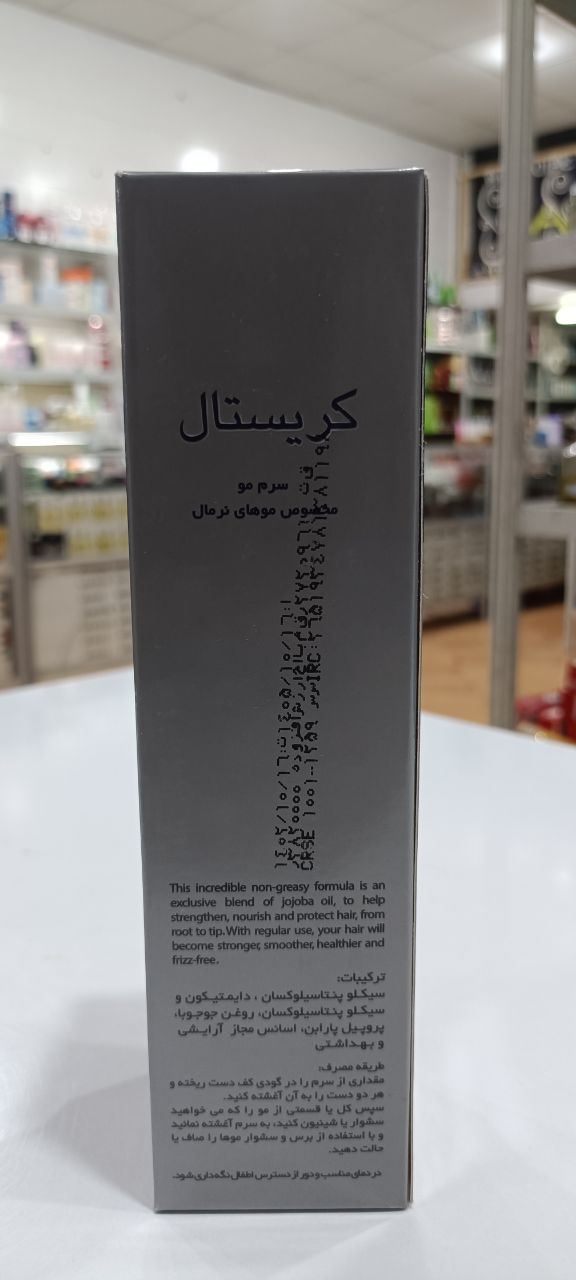 کریستال
سرم مو
مخصوص موهای نرمال
This incredible non-greasy formula is an
exclusive blend of jojoba oil, to help
strengthen, nourish and protect hair, from
root to tip.With regular use, your hair will
become stronger, smoother, healthier and
frizz-free.
ترکیبات:
سیکلو پنتاسیلوکسان ، دایمتیکون و
سیکلو پنتاسیلوکسان، روغن جوجوبا،
پروپیل پارابن، اسانس مجاز آرایشی
و بهداشتی
طریقه مصرف:
مقداری از سرم را در گودی کف دست ریخته و
هر دو دست را به آن آغشته کنید.
سپس کل یا قسمتی از مو را که می خواهید
سشوار یا شینیون کنید، به سرم آغشته نمائید
و با استفاده از برس و سشوار موها را صاف یا
حالت دهید.
در دمای مناسب و دور از دسترس اطفال نگه داری شود.
CRSE
IRC: